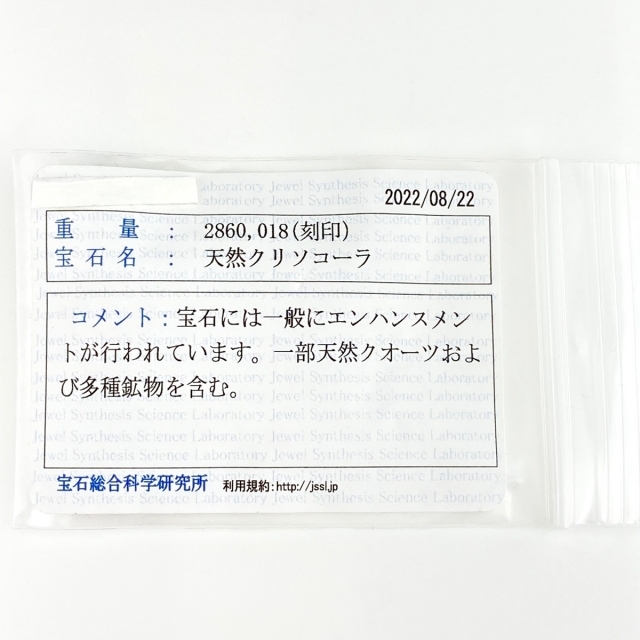 2022/08/22
重 量 : 2860,018(刻印)
宝石名 : 天然クリソコーラ
コメント:宝石には一般にエンハンスメン
トが行われています。一部天然クオーツおよ
び多種鉱物を含む。
宝石総合科学研究所 利用規約:http://jssl.jp